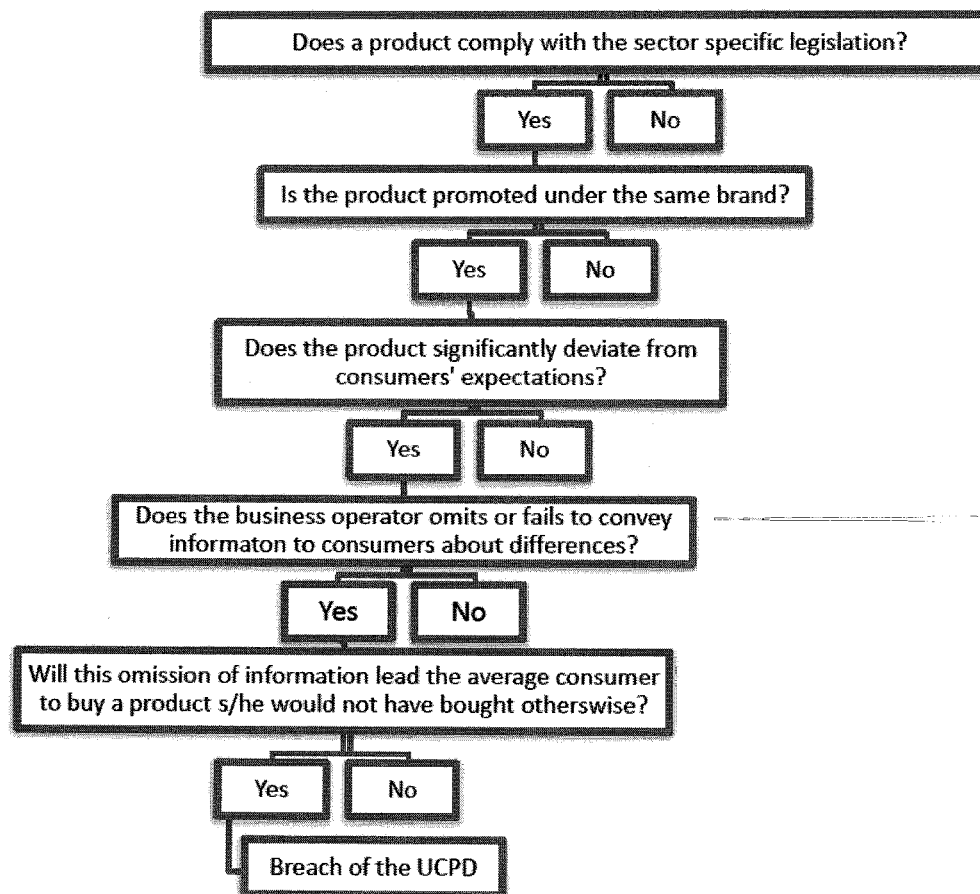 Does a product comply with the sector specific legislation?
Yes
No
Is the product promoted under the same brand?
Yes
No
Does the product significantly deviate from
consumers' expectations?
Yes
No
Does the business operator omits or fails to convey
informaton to consumers about differences?
Yes
No
Will this omission of information lead the average consumer
to buy a product s/he would not have bought otherswise?
Yes
No
Breach of the UCPD